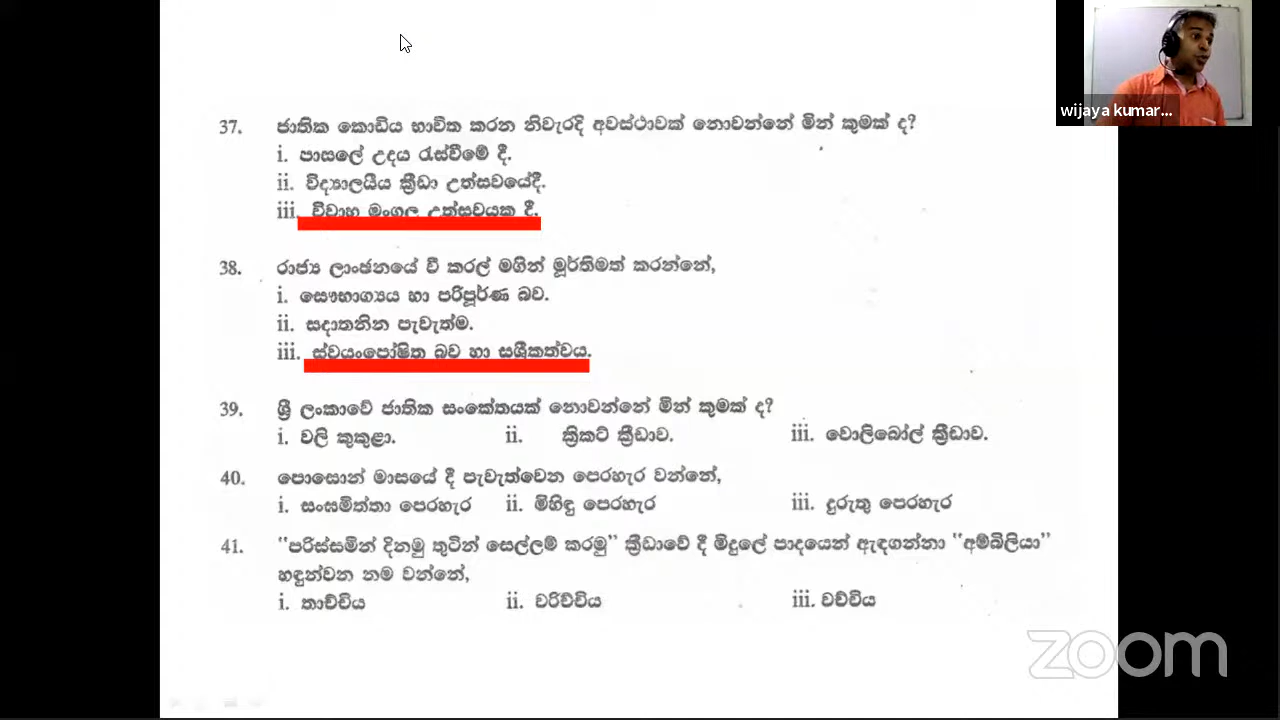 wijaya kumar...
37. ජාතික කොඩිය භාවිත කරන නිවැරදි අවස්ථාවක් නොවන්නේ මින් කුමක් ද?
i. පාසලේ උදය රැස්වීමේ දී.
ii. විද්‍යාලයීය ක්‍රීඩා උත්සවයේදී.
iii. විවාහ මංගල උත්සවයක දී.
38. රාජ්‍ය ලාංඡනයේ වී කරල් මගින් මූර්තිමත් කරන්නේ,
i. සෞභාග්‍යය හා පරිපූර්ණ බව.
ii. සදාතනින පැවැත්ම.
iii. ස්වයංපෝෂිත බව හා සශ්‍රීකත්වය.
39. ශ්‍රී ලංකාවේ ජාතික සංකේතයක් නොවන්නේ මින් කුමක් ද?
i. වලි කුකුළා. ii. ක්‍රිකට් ක්‍රීඩාව. iii. වොලිබෝල් ක්‍රීඩාව.
40. පොසොන් මාසයේ දී පැවැත්වෙන පෙරහැර වන්නේ,
i. සංඝමිත්තා පෙරහැර ii. මිහිඳු පෙරහැර iii. දුරුතු පෙරහැර
41. "පරිස්සමින් දිනමු තුටින් සෙල්ලම් කරමු" ක්‍රීඩාවේ දී මිදුලේ පාදයෙන් ඇඳගන්නා "අම්බිලියා"
හඳුන්වන නම වන්නේ,
i. තාච්චිය ii. වරිච්චිය iii. වච්චිය
zoom